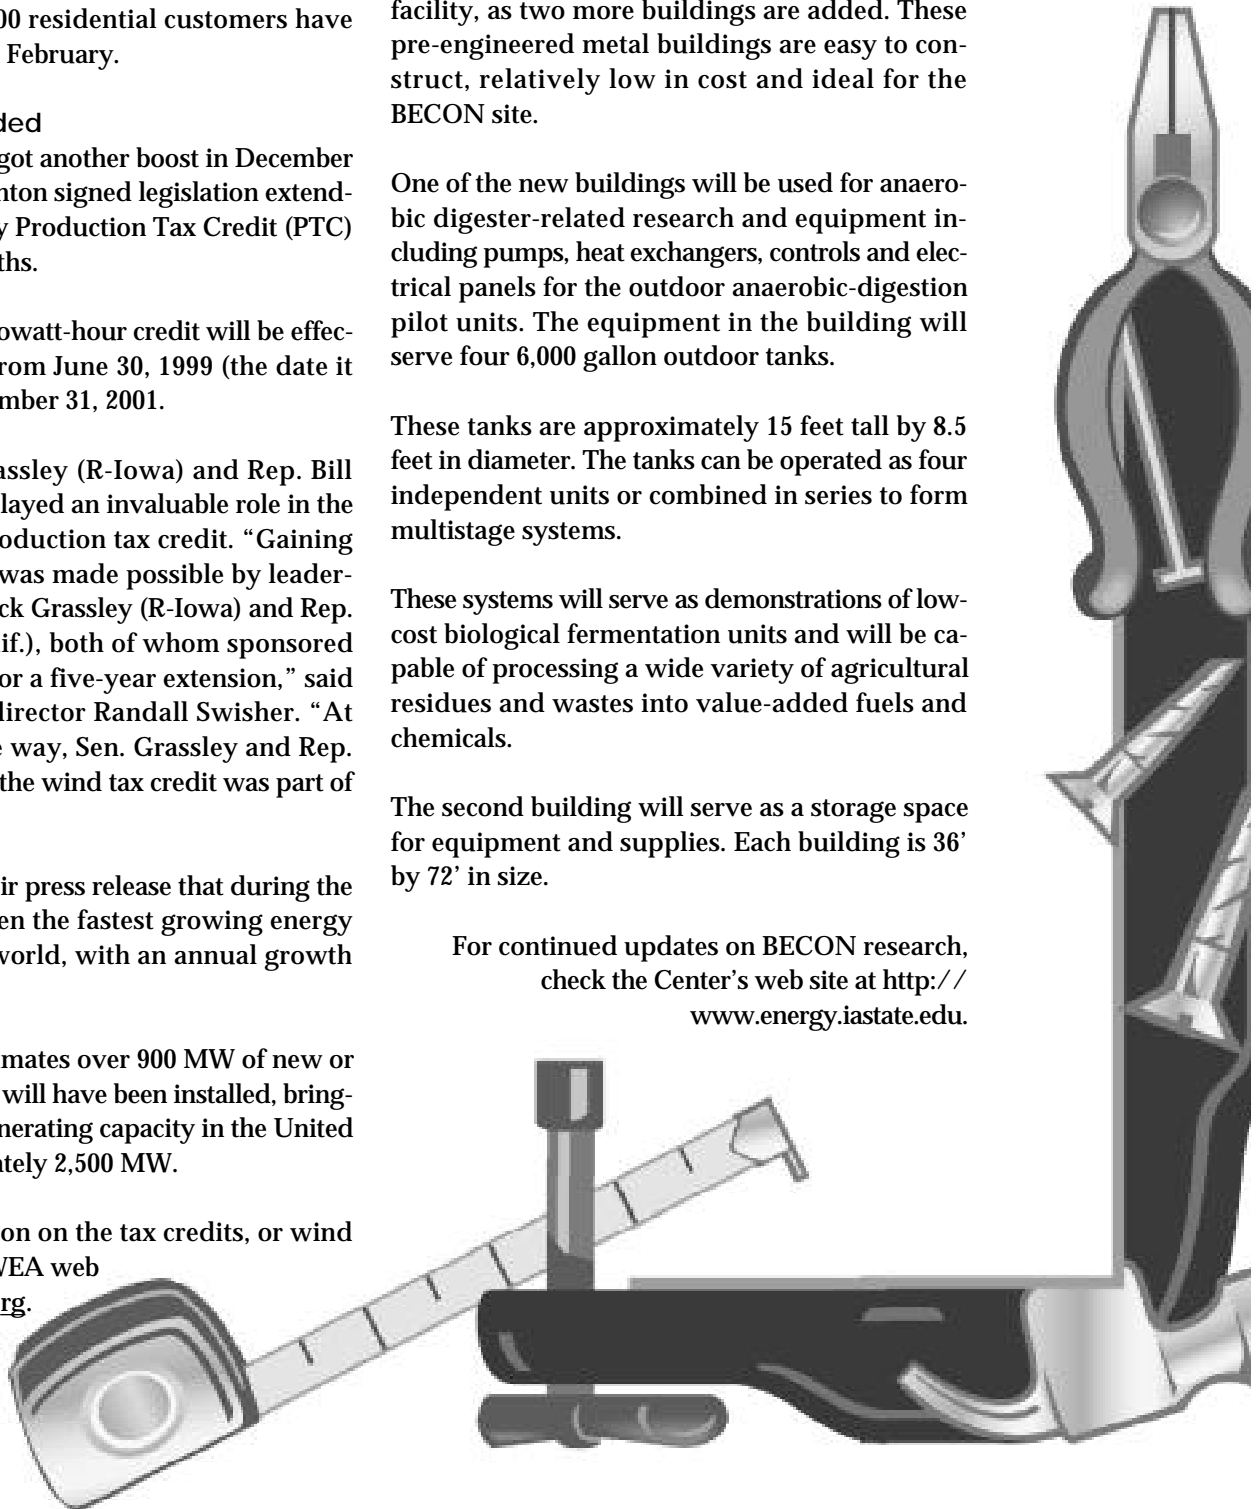 00 residential customers have
February.
ded
got another boost in December
nton signed legislation extend-
y Production Tax Credit (PTC)
ths.
owatt-hour credit will be effec-
rom June 30, 1999 (the date it
mber 31, 2001.
assley (R-Iowa) and Rep. Bill
layed an invaluable role in the
oduction tax credit. “Gaining
was made possible by leader-
ck Grassley (R-Iowa) and Rep.
if.), both of whom sponsored
or a five-year extension,” said
director Randall Swisher. “At
e way, Sen. Grassley and Rep.
the wind tax credit was part of
ir press release that during the
en the fastest growing energy
world, with an annual growth
mates over 900 MW of new or
will have been installed, bring-
nerating capacity in the United
ately 2,500 MW.
on on the tax credits, or wind
WEA web
rg.
facility, as two more buildings are added. These
pre-engineered metal buildings are easy to con-
struct, relatively low in cost and ideal for the
BECON site.
One of the new buildings will be used for anaero-
bic digester-related research and equipment in-
cluding pumps, heat exchangers, controls and elec-
trical panels for the outdoor anaerobic-digestion
pilot units. The equipment in the building will
serve four 6,000 gallon outdoor tanks.
These tanks are approximately 15 feet tall by 8.5
feet in diameter. The tanks can be operated as four
independent units or combined in series to form
multistage systems.
These systems will serve as demonstrations of low-
cost biological fermentation units and will be ca-
pable of processing a wide variety of agricultural
residues and wastes into value-added fuels and
chemicals.
The second building will serve as a storage space
for equipment and supplies. Each building is 36’
by 72’ in size.
For continued updates on BECON research,
check the Center’s web site at http://
www.energy.iastate.edu.